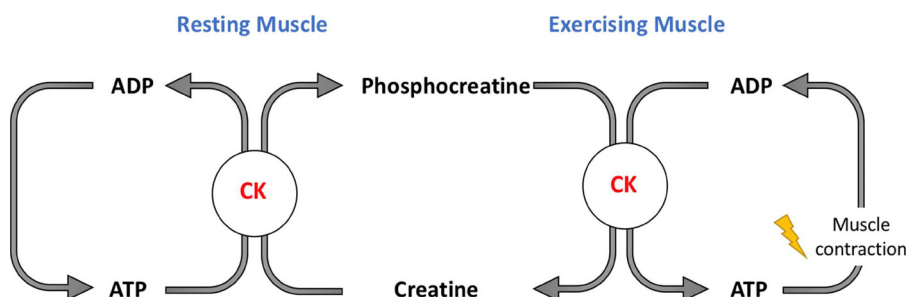 Resting Muscle
Exercising Muscle
ADP
Phosphocreatine
ADP
CK
CK
Muscle
contraction
ATP
Creatine
ATP